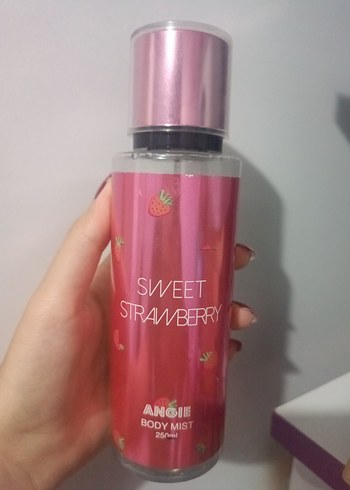 SWEET
STRAWBERRY
ANGIE
BODY MIST
250ml